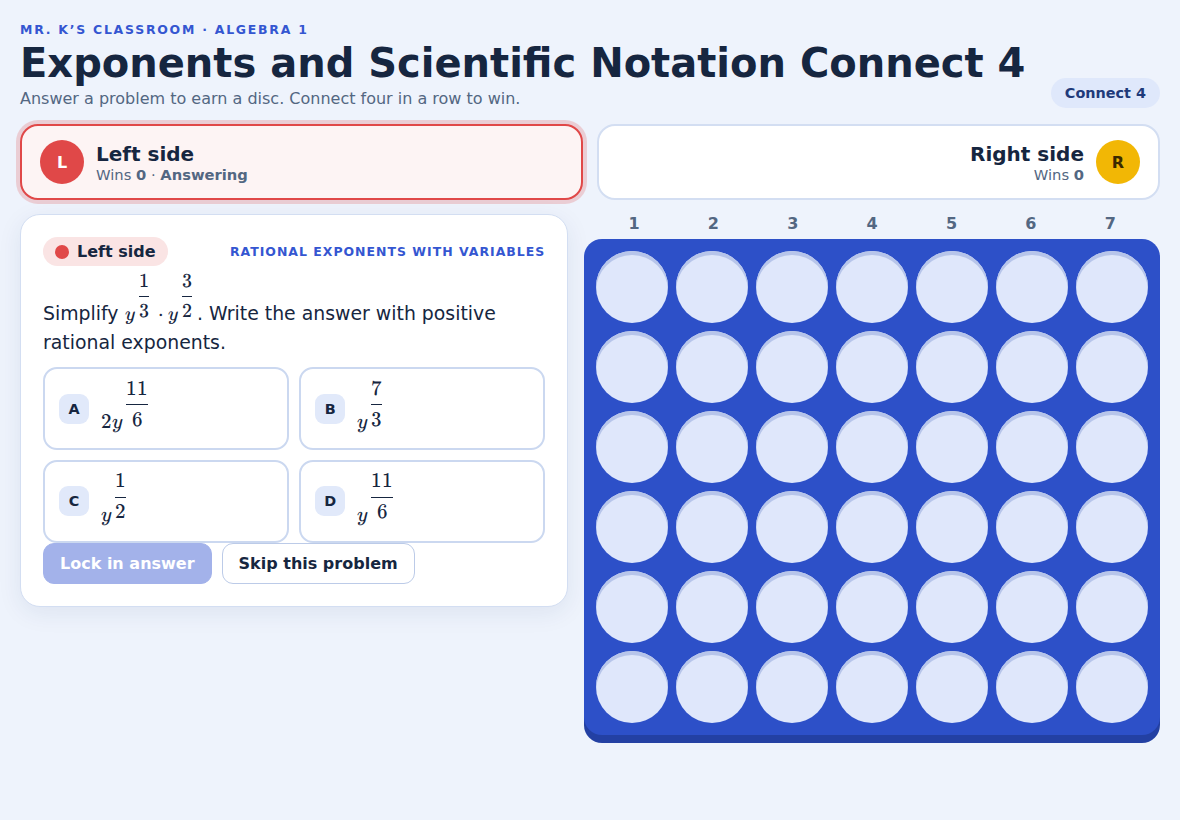 MR. K’S CLASSROOM · ALGEBRA 1
Exponents and Scientific Notation Connect 4
Answer a problem to earn a disc. Connect four in a row to win.
Connect 4
L
Left side
Wins 0 · Answering
Right side
Wins 0
R
Left side
RATIONAL EXPONENTS WITH VARIABLES
Simplify y^(1/3) · y^(3/2). Write the answer with positive
rational exponents.
A 2y^(11/6)
B y^(7/3)
C y^(1/2)
D y^(11/6)
Lock in answer
Skip this problem
1 2 3 4 5 6 7